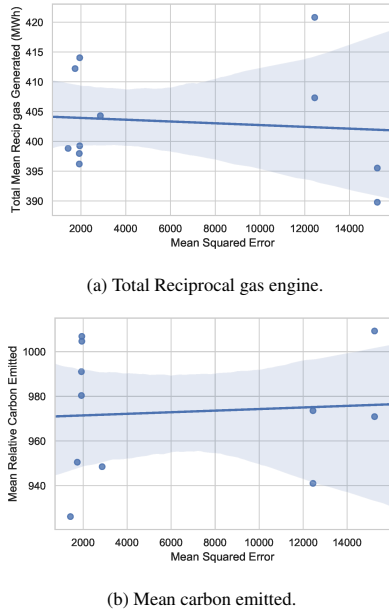 Total Mean Recip gas Generated (MWh)
420
415
410
405
400
395
390
2000 4000 6000 8000 10000 12000 14000
Mean Squared Error
(a) Total Reciprocal gas engine.
Mean Relative Carbon Emitted
1000
980
960
940
2000 4000 6000 8000 10000 12000 14000
Mean Squared Error
(b) Mean carbon emitted.